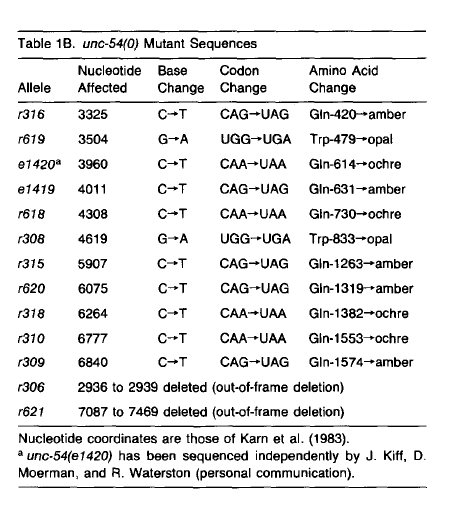 Table 1B. unc-54(0) Mutant Sequences
Nucleotide Base Codon Amino Acid
Allele Affected Change Change Change
r316 3325 C→T CAG→UAG Gln-420→amber
r619 3504 G→A UGG→UGA Trp-479→opal
e1420a 3960 C→T CAA→UAA Gln-614→ochre
e1419 4011 C→T CAG→UAG Gln-631→amber
r618 4308 C→T CAA→UAA Gln-730→ochre
r308 4619 G→A UGG→UGA Trp-833→opal
r315 5907 C→T CAG→UAG Gln-1263→amber
r620 6075 C→T CAG→UAG Gln-1319→amber
r318 6264 C→T CAA→UAA Gln-1382→ochre
r310 6777 C→T CAA→UAA Gln-1553→ochre
r309 6840 C→T CAG→UAG Gln-1574→amber
r306 2936 to 2939 deleted (out-of-frame deletion)
r621 7087 to 7469 deleted (out-of-frame deletion)
Nucleotide coordinates are those of Karn et al. (1983).
a unc-54(e1420) has been sequenced independently by J. Kiff, D.
Moerman, and R. Waterston (personal communication).